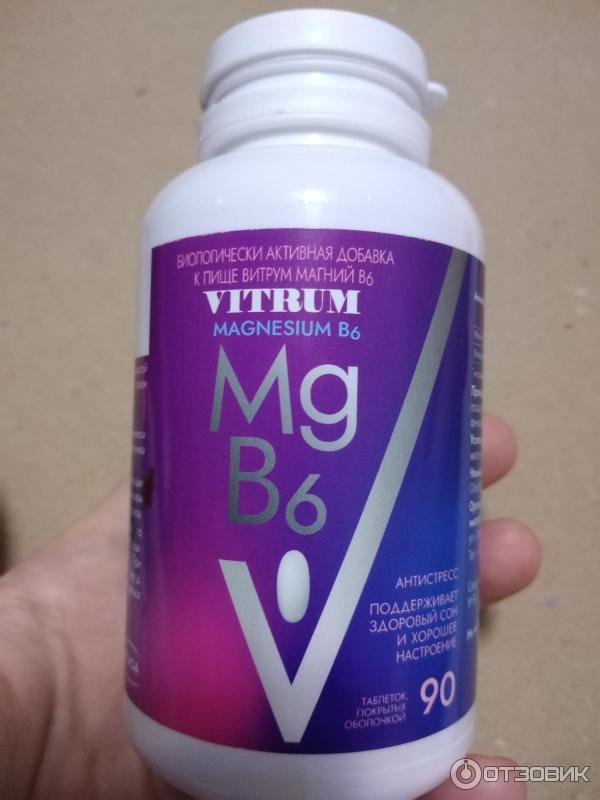 БИОЛОГИЧЕСКИ АКТИВНАЯ ДОБАВКА
К ПИЩЕ ВИТРУМ МАГНИЙ В6
VITRUM
MAGNESIUM B6
Mg
B6
АНТИСТРЕСС
ПОДДЕРЖИВАЕТ
ЗДОРОВЫЙ СОН
И ХОРОШЕЕ
НАСТРОЕНИЕ
ТАБЛЕТОК,
ПОКРЫТЫХ
ОБОЛОЧКОЙ
90
ОТЗОВИК